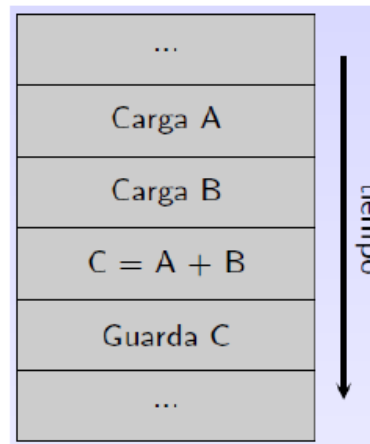 ...
Carga A
Carga B
C = A + B
Guarda C
...
tiempo